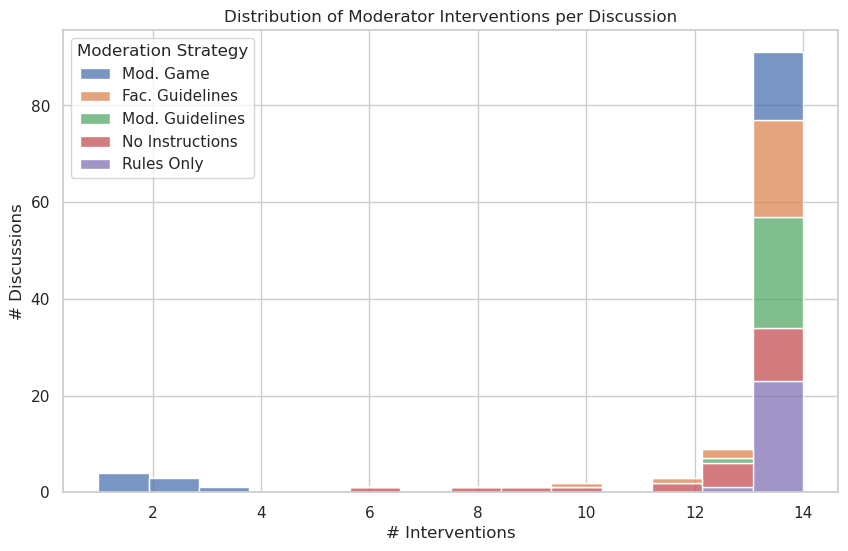 Distribution of Moderator Interventions per Discussion
Moderation Strategy
Mod. Game
Fac. Guidelines
Mod. Guidelines
No Instructions
Rules Only
# Discussions
80
60
40
20
0
2 4 6 8 10 12 14
# Interventions